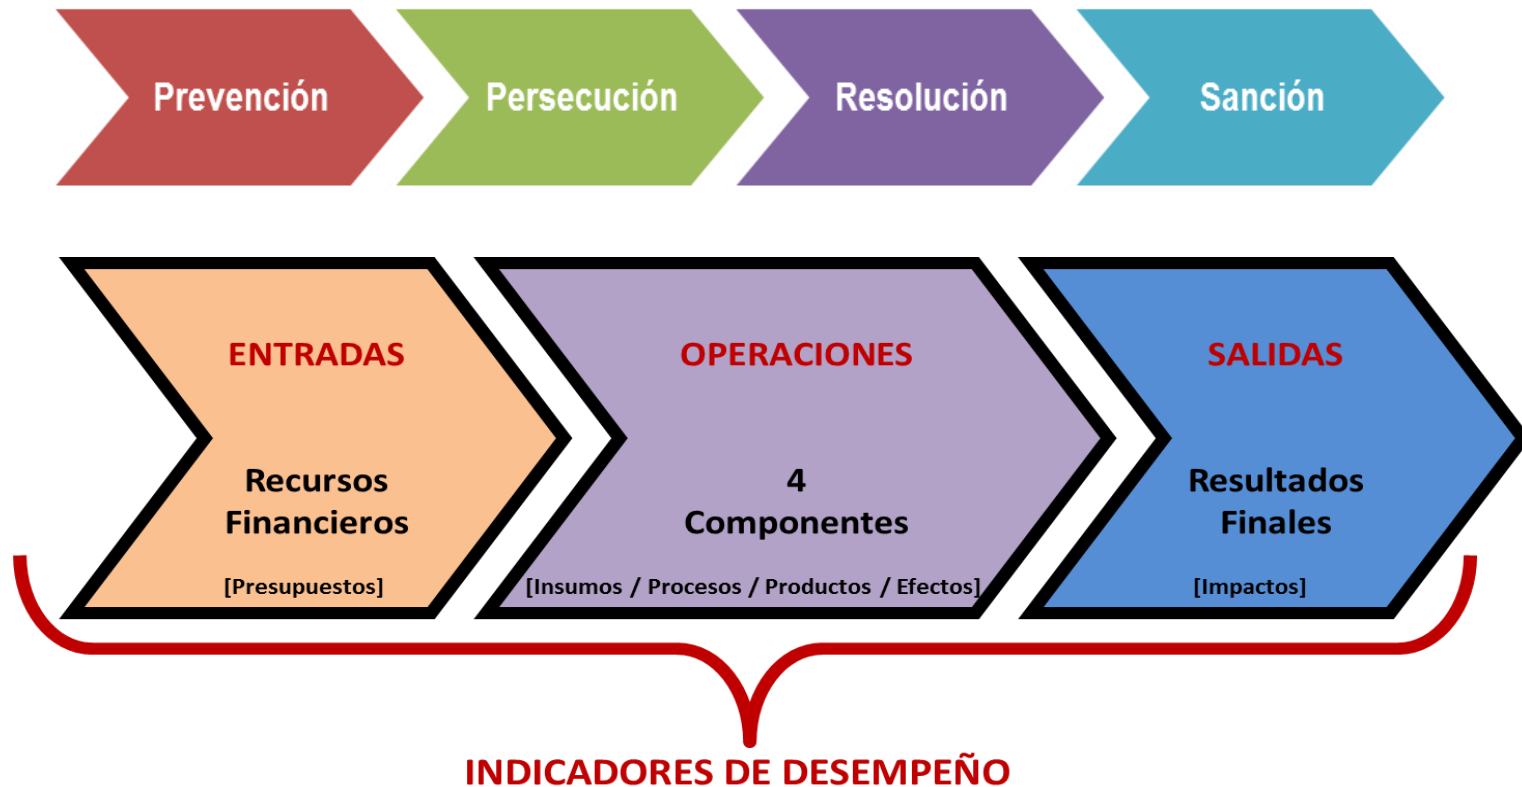 Prevención
Persecución
Resolución
Sanción
ENTRADAS
Recursos
Financieros
[Presupuestos]
OPERACIONES
4
Componentes
[Insumos / Procesos / Productos / Efectos]
SALIDAS
Resultados
Finales
[Impactos]
INDICADORES DE DESEMPEÑO